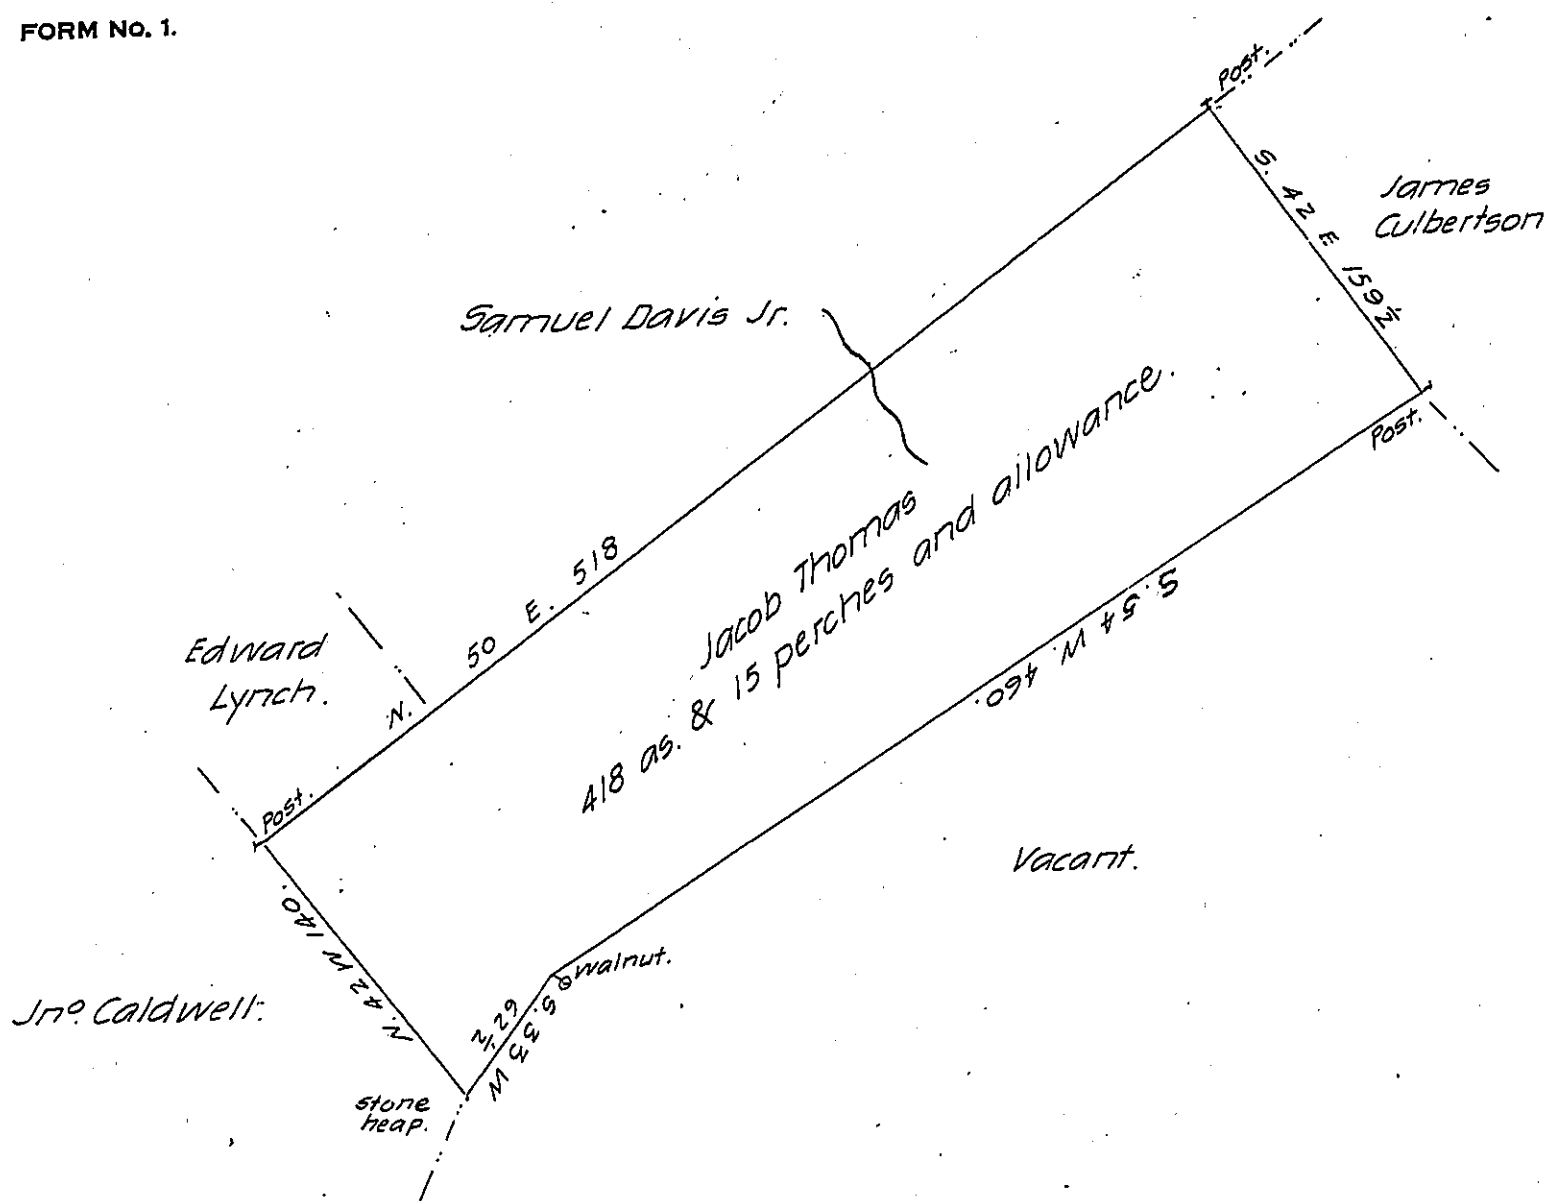 FORM No. 1.
Post.
James
Culbertson
S. 42 E 159½
Samuel Davis Jr.
Post.
Jacob Thomas
418 as. & 15 perches and allowance.
N. 50 E. 518
Edward
Lynch.
S. 54 W. 460.
Post.
Vacant.
N. 42 W 140.
Walnut.
Jno. Caldwell.
S. 33 W
62½
stone
heap.